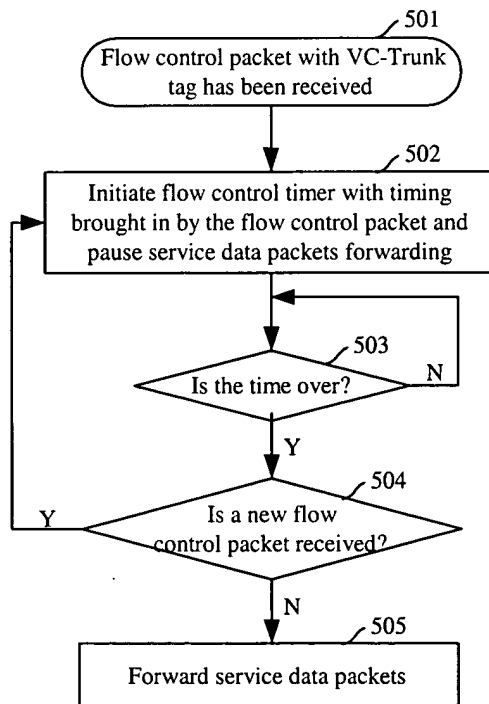 501
Flow control packet with VC-Trunk
tag has been received
502
Initiate flow control timer with timing
brought in by the flow control packet and
pause service data packets forwarding
503
Is the time over?
N
Y
504
Y
Is a new flow
control packet received?
N
505
Forward service data packets